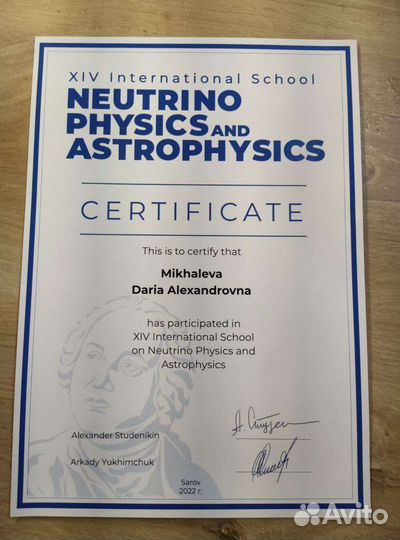 XIV International School
NEUTRINO
PHYSICS AND
ASTROPHYSICS
CERTIFICATE
This is to certify that
Mikhaleva
Daria Alexandrovna
has participated in
XIV International School
on Neutrino Physics and
Astrophysics
Alexander Studenikin
Arkady Yukhimchuk
Sarov
2022 г.
Avito